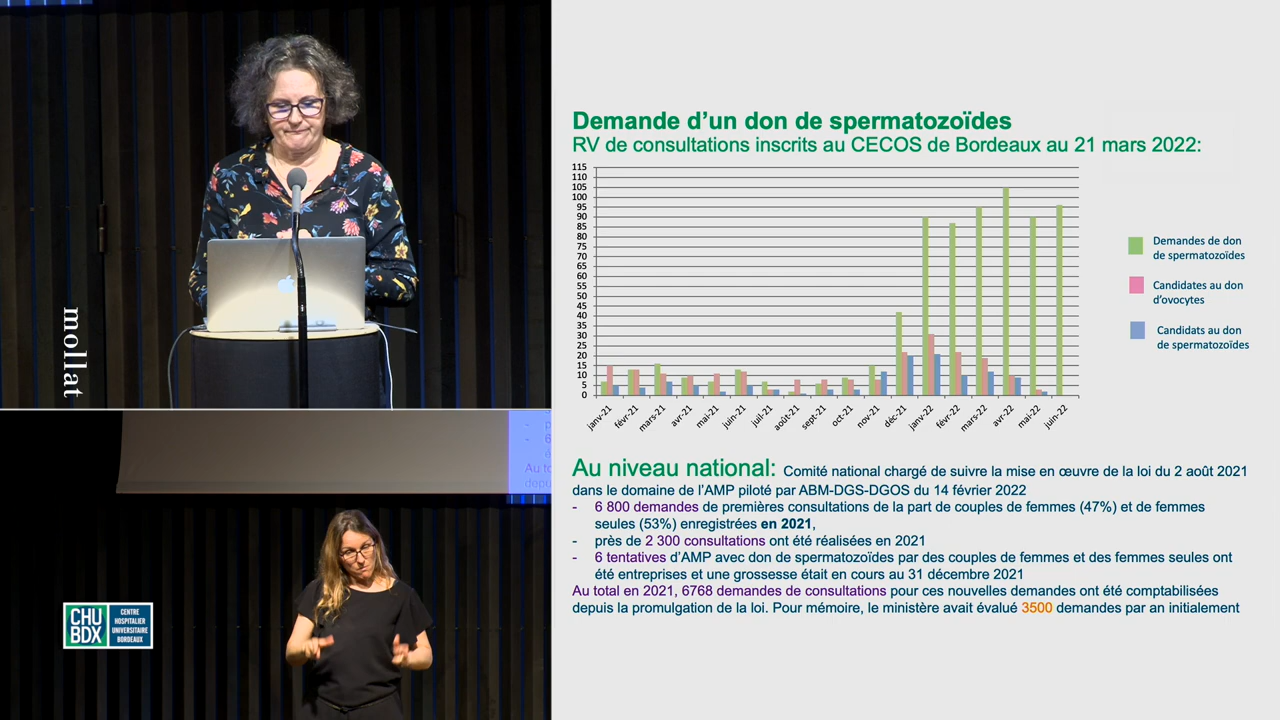 mollat
p
6
é
Au to
depu
CHU
BDX
CENTRE
HOSPITALIER
UNIVERSITAIRE
BORDEAUX
Demande d'un don de spermatozoïdes
RV de consultations inscrits au CECOS de Bordeaux au 21 mars 2022:
115
110
105
100
95
90
85
80
75
70
65
60
55
50
45
40
35
30
25
20
15
10
5
0
janv-21
févr-21
mars-21
avr-21
mai-21
juin-21
juil-21
août-21
sept-21
oct-21
nov-21
déc-21
janv-22
févr-22
mars-22
avr-22
mai-22
juin-22
Demandes de don
de spermatozoïdes
Candidates au don
d'ovocytes
Candidats au don
de spermatozoïdes
Au niveau national: Comité national chargé de suivre la mise en œuvre de la loi du 2 août 2021
dans le domaine de l'AMP piloté par ABM-DGS-DGOS du 14 février 2022
- 6 800 demandes de premières consultations de la part de couples de femmes (47%) et de femmes
seules (53%) enregistrées en 2021,
- près de 2 300 consultations ont été réalisées en 2021
- 6 tentatives d'AMP avec don de spermatozoïdes par des couples de femmes et des femmes seules ont
été entreprises et une grossesse était en cours au 31 décembre 2021
Au total en 2021, 6768 demandes de consultations pour ces nouvelles demandes ont été comptabilisées
depuis la promulgation de la loi. Pour mémoire, le ministère avait évalué 3500 demandes par an initialement